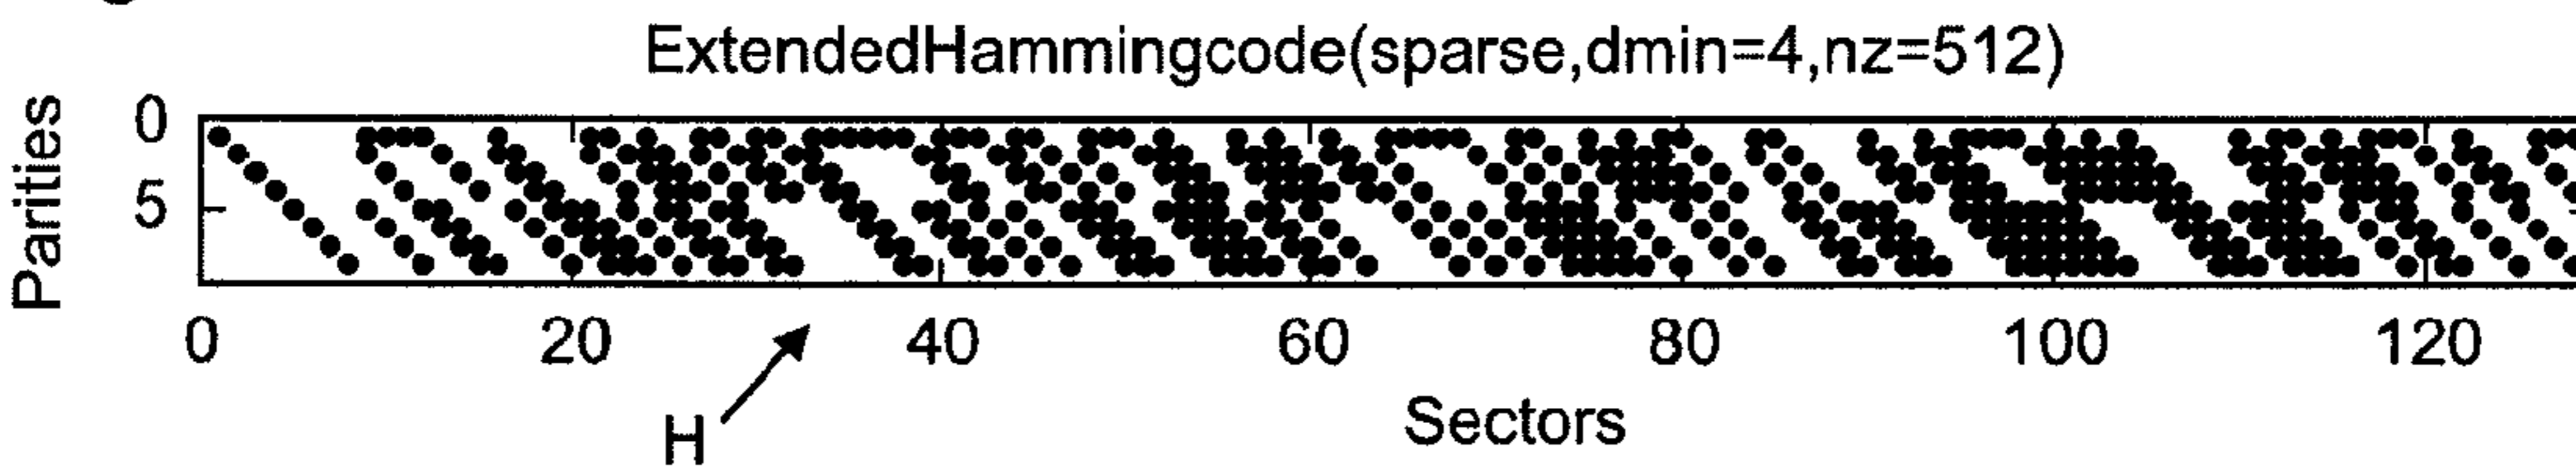 ExtendedHammingcode(sparse,dmin=4,nz=512)
Parities
0
5
0 20 40 60 80 100 120
H
Sectors